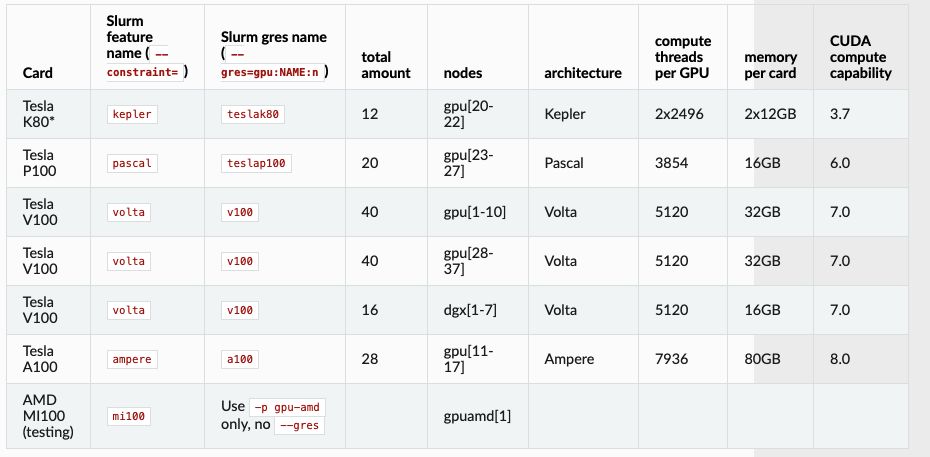 Card
Slurm feature name ( --constraint= )
Slurm gres name ( --gres=gpu:NAME:n )
total amount
nodes
architecture
compute threads per GPU
memory per card
CUDA compute capability
Tesla K80* kepler teslak80 12 gpu[20-22] Kepler 2x2496 2x12GB 3.7
Tesla P100 pascal teslap100 20 gpu[23-27] Pascal 3854 16GB 6.0
Tesla V100 volta v100 40 gpu[1-10] Volta 5120 32GB 7.0
Tesla V100 volta v100 40 gpu[28-37] Volta 5120 32GB 7.0
Tesla V100 volta v100 16 dgx[1-7] Volta 5120 16GB 7.0
Tesla A100 ampere a100 28 gpu[11-17] Ampere 7936 80GB 8.0
AMD MI100 (testing) mi100 Use -p gpu-amd only, no --gres gpuamd[1]